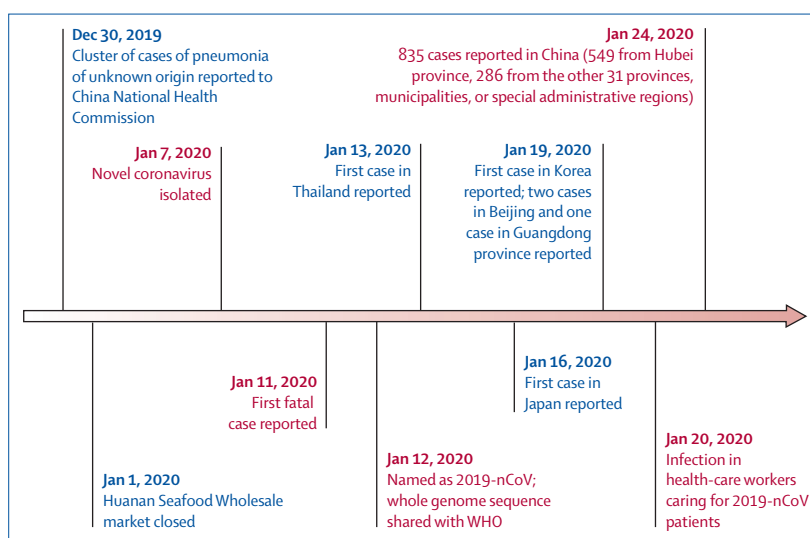 Dec 30, 2019
Cluster of cases of pneumonia
of unknown origin reported to
China National Health
Commission
Jan 24, 2020
835 cases reported in China (549 from Hubei
province, 286 from the other 31 provinces,
municipalities, or special administrative regions)
Jan 7, 2020
Novel coronavirus
isolated
Jan 13, 2020
First case in
Thailand reported
Jan 19, 2020
First case in Korea
reported; two cases
in Beijing and one
case in Guangdong
province reported
Jan 11, 2020
First fatal
case reported
Jan 16, 2020
First case in
Japan reported
Jan 1, 2020
Huanan Seafood Wholesale
market closed
Jan 12, 2020
Named as 2019-nCoV;
whole genome sequence
shared with WHO
Jan 20, 2020
Infection in
health-care workers
caring for 2019-nCoV
patients